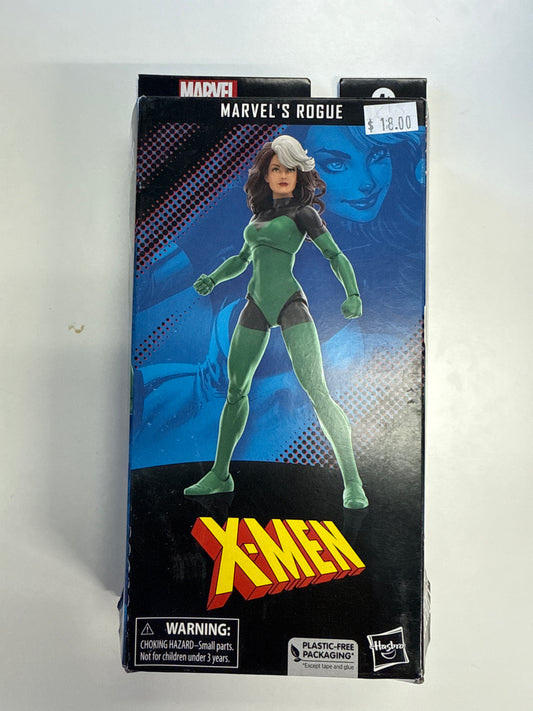 MARVEL
MARVEL'S ROGUE
$ 18.00
X-MEN
WARNING:
CHOKING HAZARD–Small parts.
Not for children under 3 years.
PLASTIC-FREE
PACKAGING*
*Except tape and glue
Hasbro